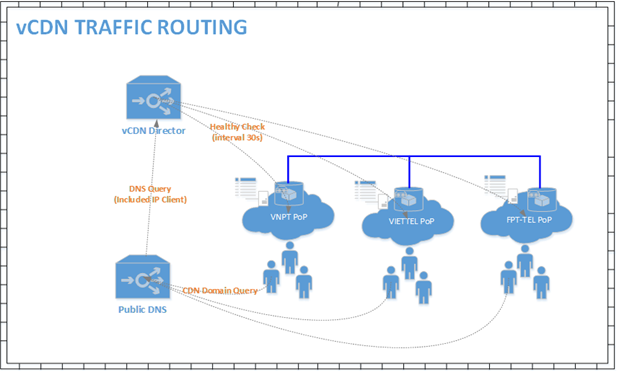 vCDN TRAFFIC ROUTING
vCDN Director
Healthy Check
(interval 30s)
DNS Query
(Included IP Client)
VNPT PoP
VIETTEL PoP
FPT-TEL PoP
CDN Domain Query
Public DNS